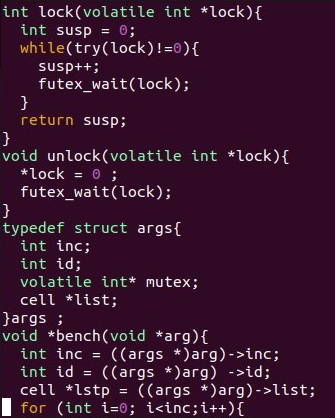 int lock(volatile int *lock){
  int susp = 0;
  while(try(lock)!=0){
    susp++;
    futex_wait(lock);
  }
  return susp;
}
void unlock(volatile int *lock){
  *lock = 0 ;
  futex_wait(lock);
}
typedef struct args{
  int inc;
  int id;
  volatile int* mutex;
  cell *list;
}args ;
void *bench(void *arg){
  int inc = ((args *)arg)->inc;
  int id = ((args *)arg) ->id;
  cell *lstp = ((args *)arg)->list;
  for (int i=0; i<inc;i++){